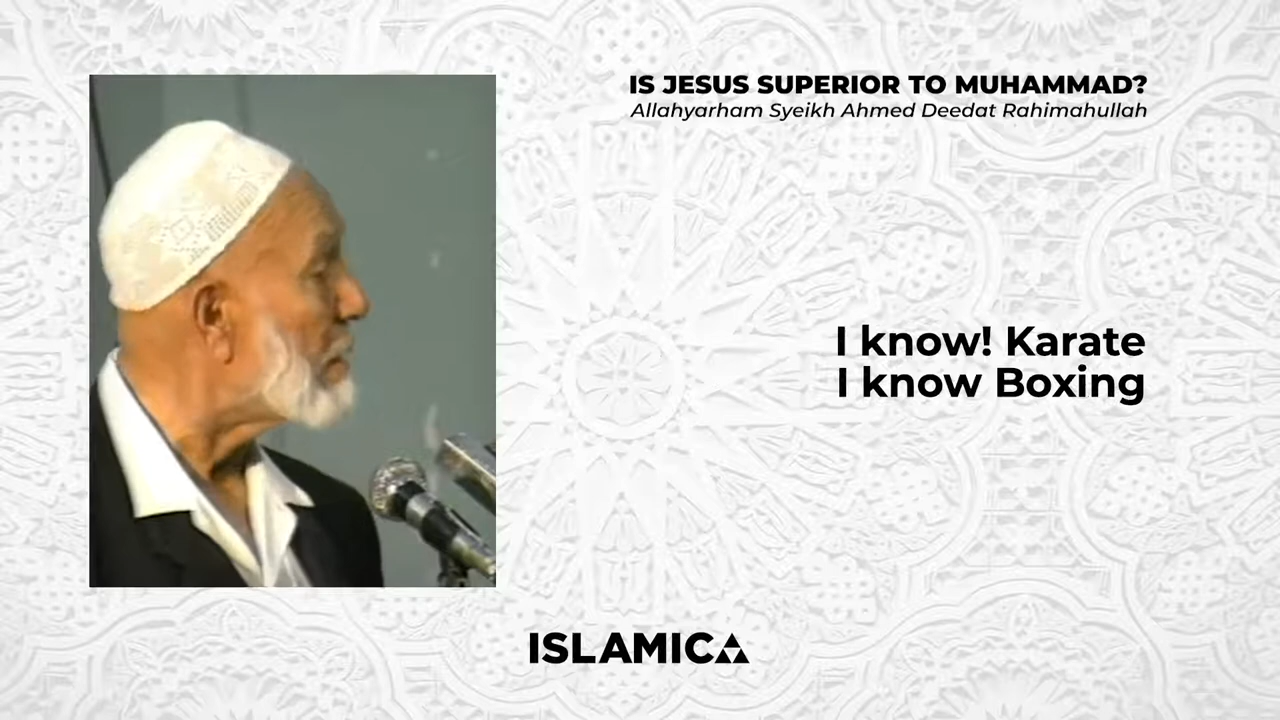 IS JESUS SUPERIOR TO MUHAMMAD?
Allahyarham Syeikh Ahmed Deedat Rahimahullah
I know! Karate
I know Boxing
ISLAMICA